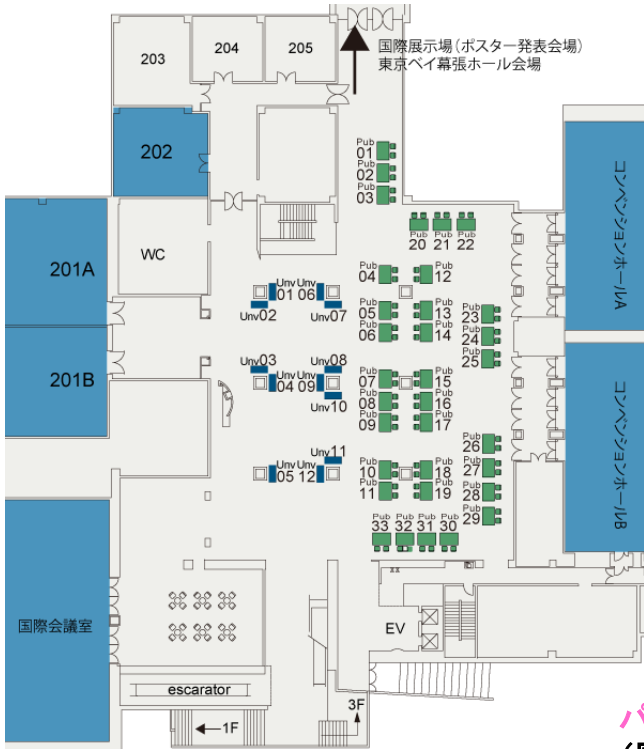 203
204
205
国際展示場（ポスター発表会場）
東京ベイ幕張ホール会場
202
Pub 01
Pub 02
Pub 03
コンベンションホールA
201A
WC
Pub 20
Pub 21
Pub 22
Pub 04
Pub 12
Unv 01
Unv 06
Unv02
Unv07
Pub 05
Pub 13
Pub 23
Pub 06
Pub 14
Pub 24
Pub 25
201B
Unv03
Unv08
Unv 04
Unv 09
Unv10
Pub 07
Pub 15
Pub 08
Pub 16
Pub 09
Pub 17
コンベンションホールB
Pub 26
Unv11
Unv 05
Unv 12
Pub 10
Pub 18
Pub 27
Pub 11
Pub 19
Pub 28
Pub 29
Pub 33
Pub 32
Pub 31
Pub 30
国際会議室
EV
escarator
←1F
3F